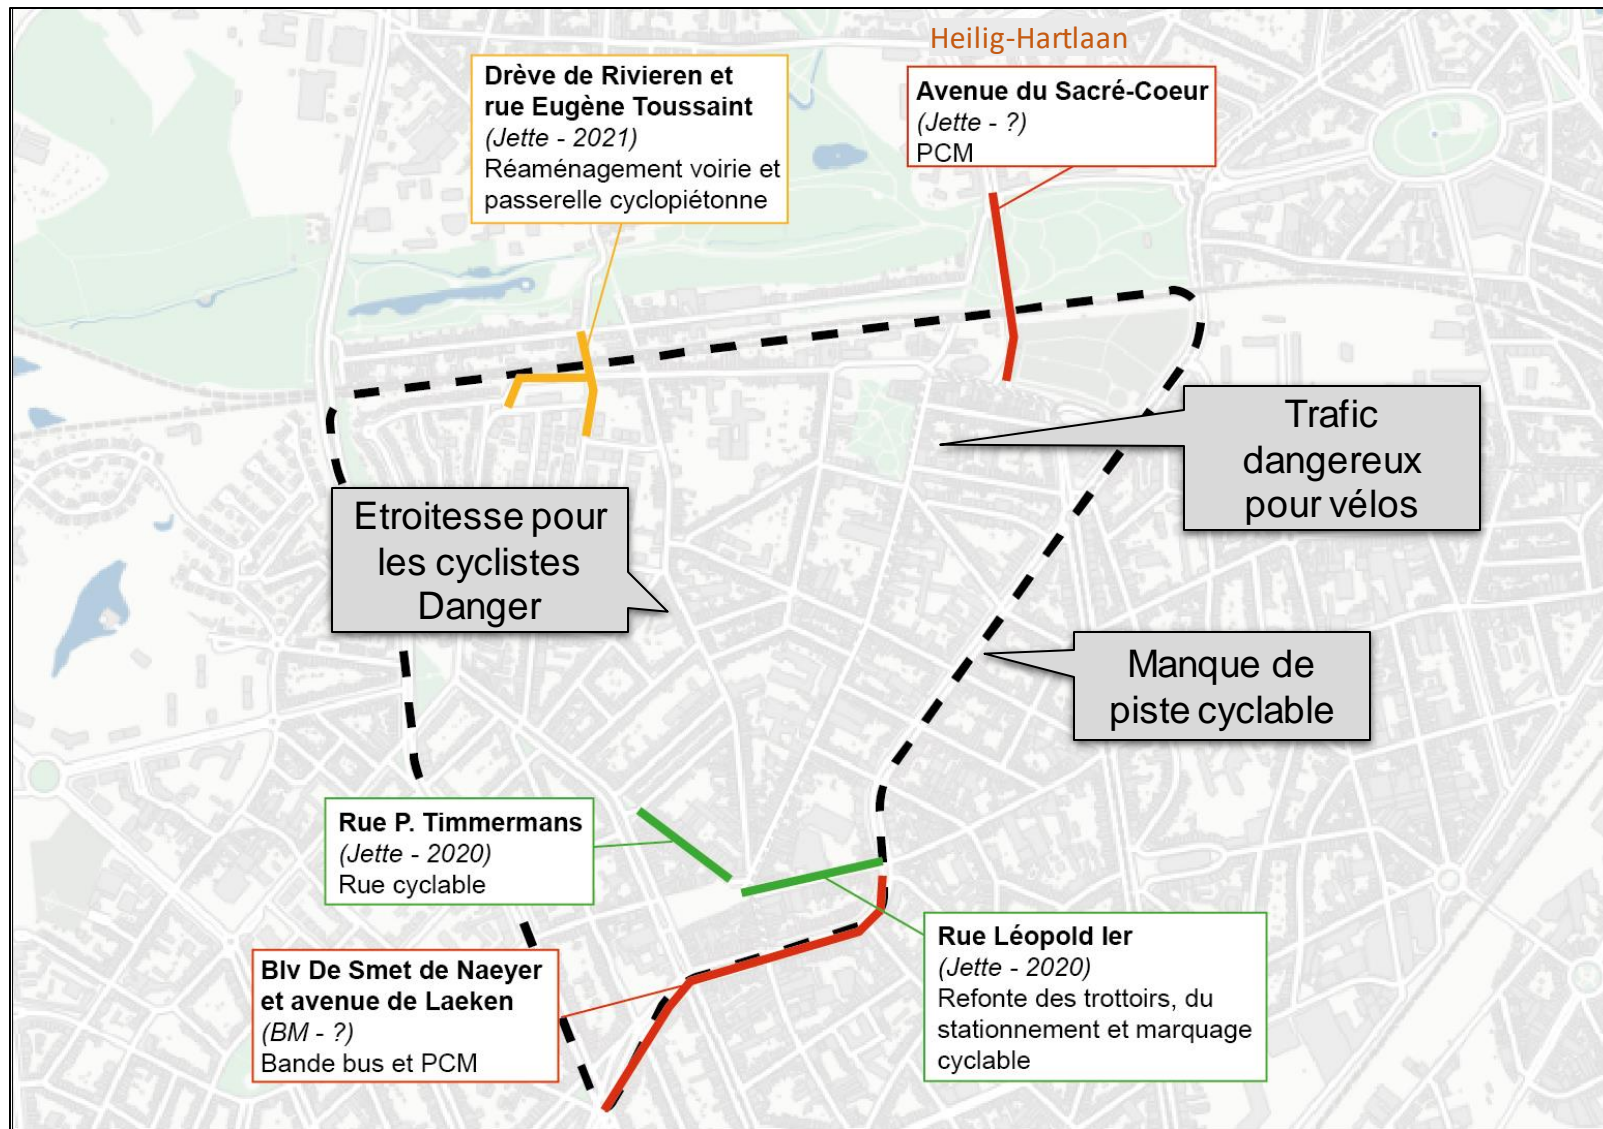 Heilig-Hartlaan
Drève de Rivieren et
rue Eugène Toussaint
(Jette - 2021)
Réaménagement voirie et
passerelle cyclopiétonne
Avenue du Sacré-Coeur
(Jette - ?)
PCM
Trafic
dangereux
pour vélos
Etroitesse pour
les cyclistes
Danger
Manque de
piste cyclable
Rue P. Timmermans
(Jette - 2020)
Rue cyclable
Blv De Smet de Naeyer
et avenue de Laeken
(BM - ?)
Bande bus et PCM
Rue Léopold Ier
(Jette - 2020)
Refonte des trottoirs, du
stationnement et marquage
cyclable